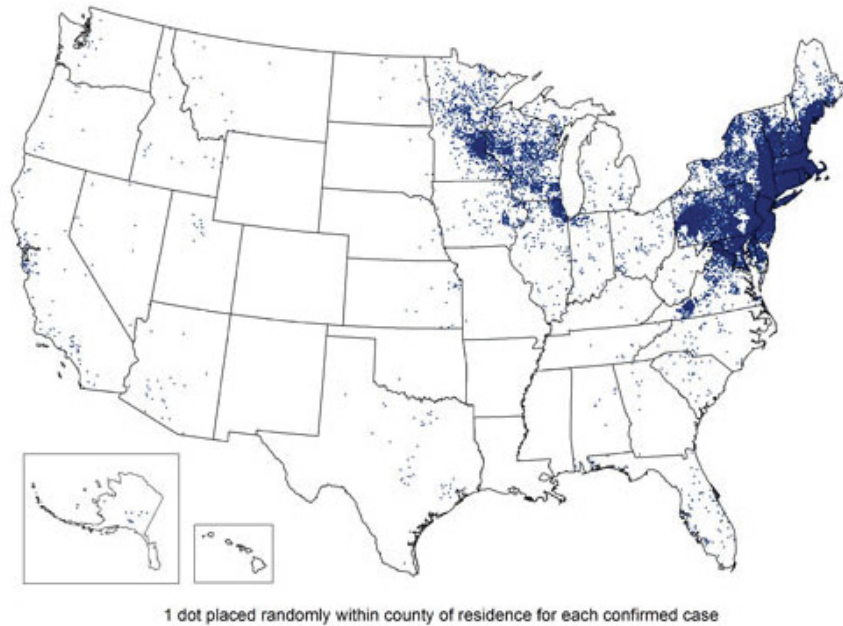 1 dot placed randomly within county of residence for each confirmed case